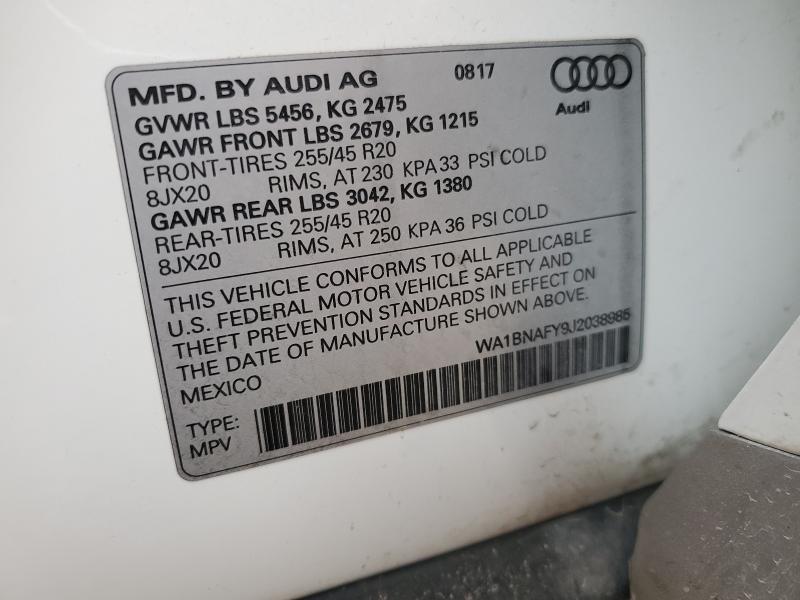 MFD. BY AUDI AG 0817
Audi
GVWR LBS 5456, KG 2475
GAWR FRONT LBS 2679, KG 1215
FRONT-TIRES 255/45 R20
8JX20 RIMS, AT 230 KPA 33 PSI COLD
GAWR REAR LBS 3042, KG 1380
REAR-TIRES 255/45 R20
8JX20 RIMS, AT 250 KPA 36 PSI COLD
THIS VEHICLE CONFORMS TO ALL APPLICABLE
U.S. FEDERAL MOTOR VEHICLE SAFETY AND
THEFT PREVENTION STANDARDS IN EFFECT ON
THE DATE OF MANUFACTURE SHOWN ABOVE.
MEXICO WA1BNAFY9J2038985
TYPE:
MPV